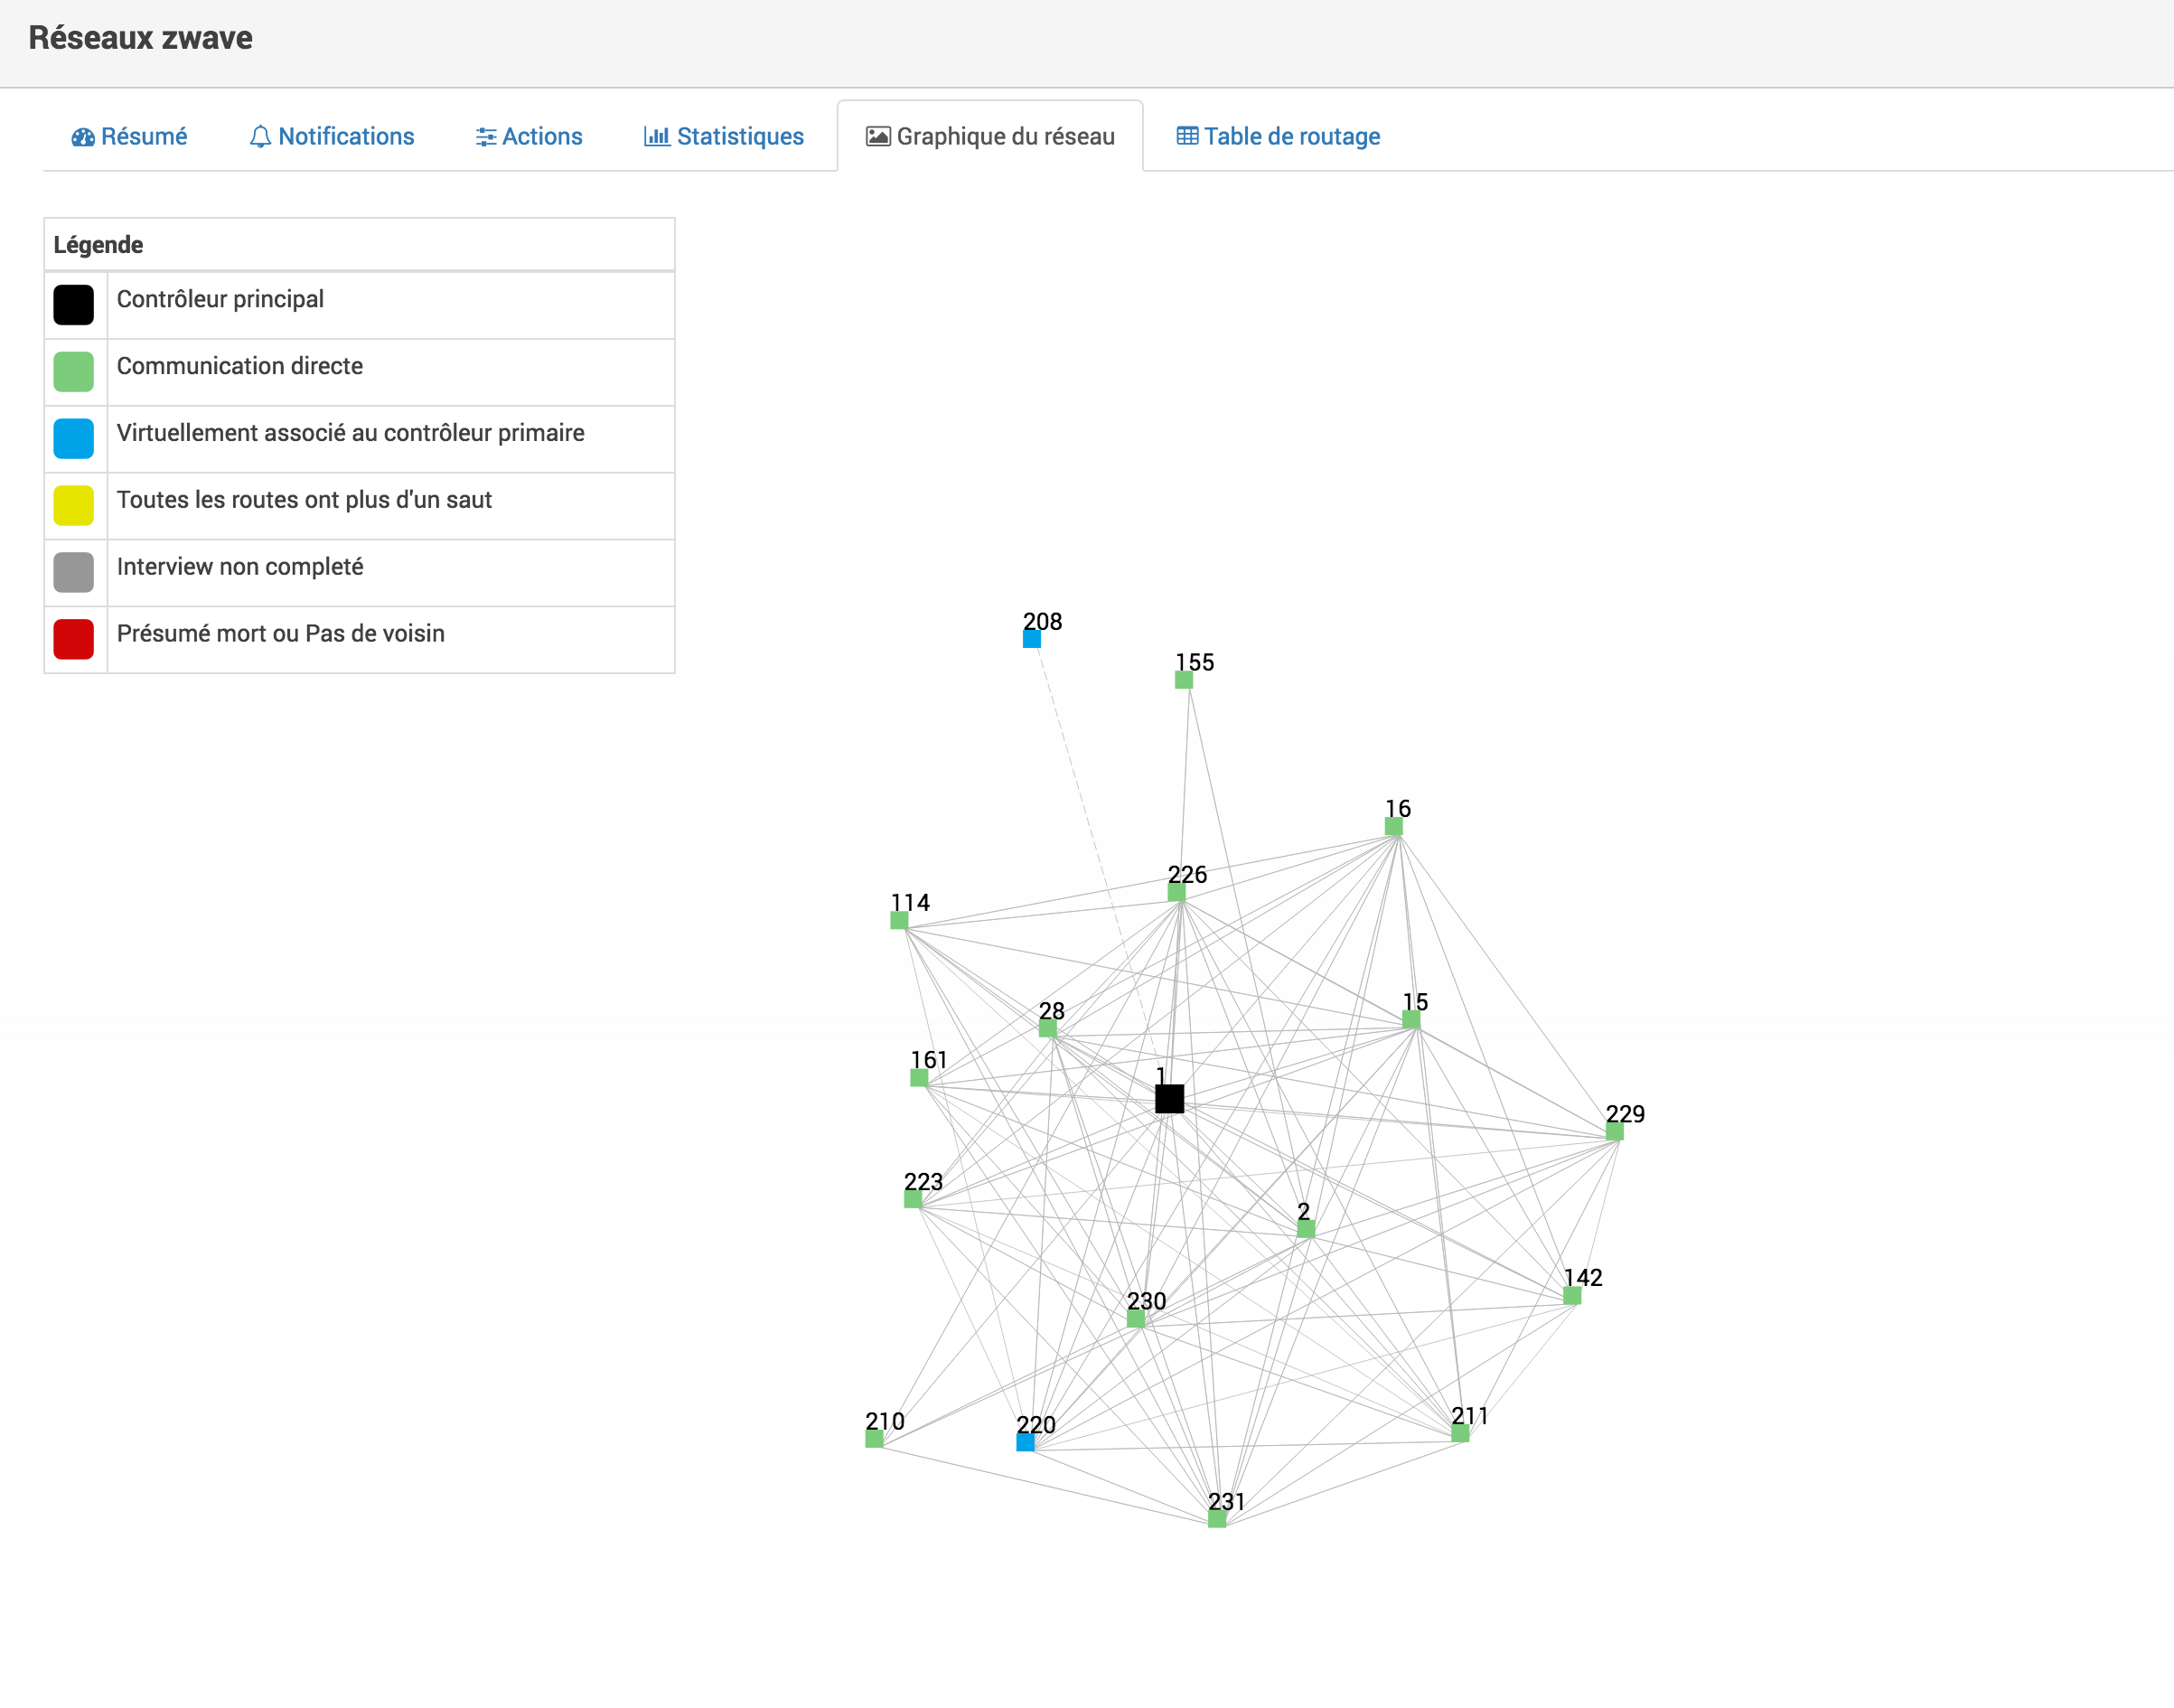 Réseaux zwave
Résumé Notifications Actions Statistiques Graphique du réseau Table de routage
Légende
Contrôleur principal
Communication directe
Virtuellement associé au contrôleur primaire
Toutes les routes ont plus d'un saut
Interview non completé
Présumé mort ou Pas de voisin
208
155
16
226
114
15
28
161
1
229
223
2
142
230
211
210
220
231